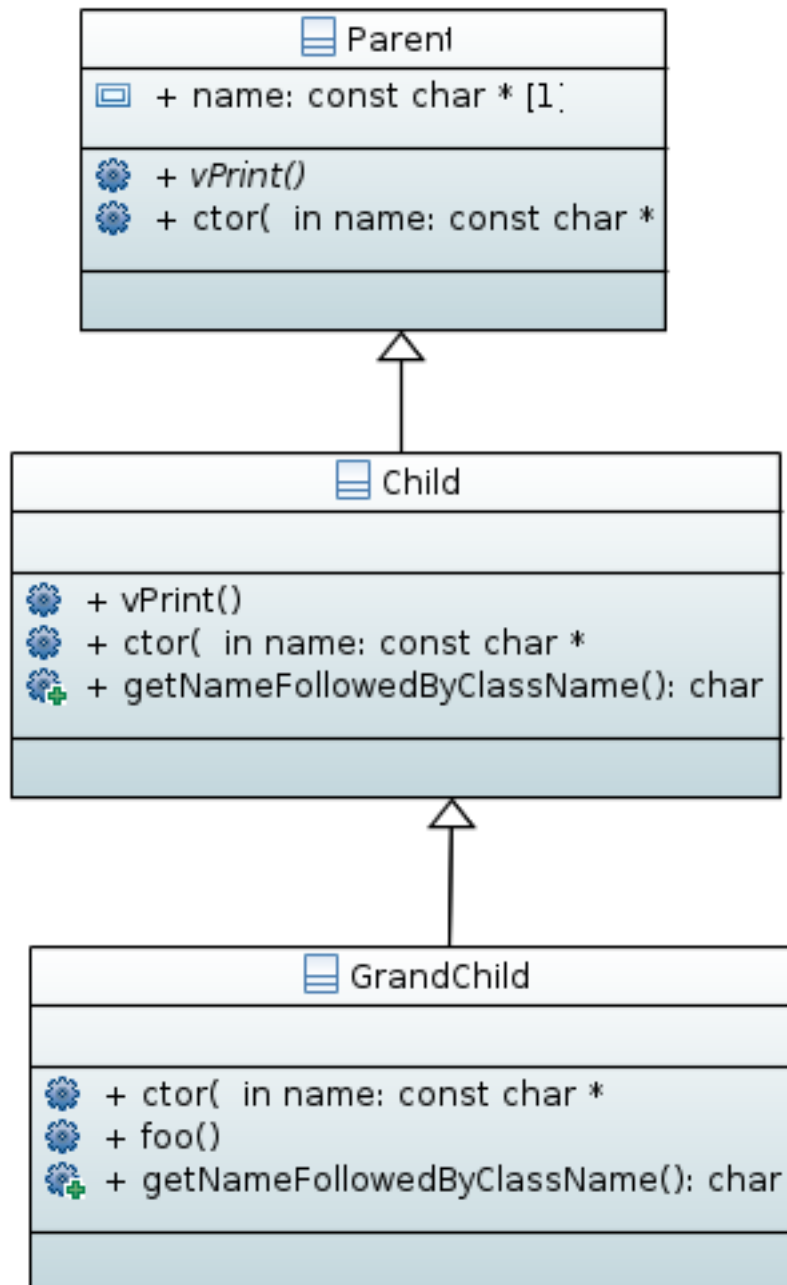 Parent
+ name: const char * [1]
+ vPrint()
+ ctor( in name: const char *
Child
+ vPrint()
+ ctor( in name: const char *
+ getNameFollowedByClassName(): char
GrandChild
+ ctor( in name: const char *
+ foo()
+ getNameFollowedByClassName(): char